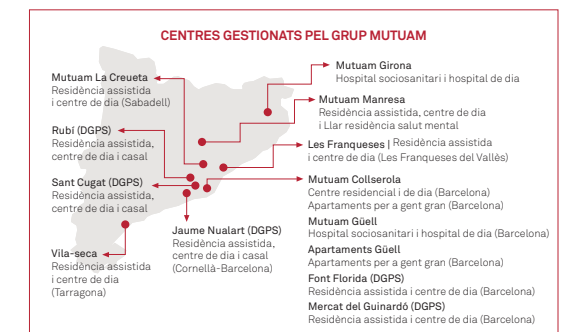 CENTRES GESTIONATS PEL GRUP MUTUAM
Mutuam La Creueta
Residència assistida
i centre de dia (Sabadell)
Rubí (DGPS)
Residència assistida,
centre de dia i casal
Sant Cugat (DGPS)
Residència assistida,
centre de dia i casal
Vila-seca
Residència assistida
i centre de dia
(Tarragona)
Jaume Nualart (DGPS)
Residència assistida,
centre de dia i casal
(Cornellà-Barcelona)
Mutuam Girona
Hospital sociosanitari i hospital de dia
Mutuam Manresa
Residència assistida, centre de dia
i Llar residència salut mental
Les Franqueses | Residència assistida
i centre de dia (Les Franqueses del Vallès)
Mutuam Collserola
Centre residencial i de dia (Barcelona)
Apartaments per a gent gran (Barcelona)
Mutuam Güell
Hospital sociosanitari i hospital de dia (Barcelona)
Apartaments Güell
Apartaments per a gent gran (Barcelona)
Font Florida (DGPS)
Residència assistida i centre de dia (Barcelona)
Mercat del Guinardó (DGPS)
Residència assistida i centre de dia (Barcelona)